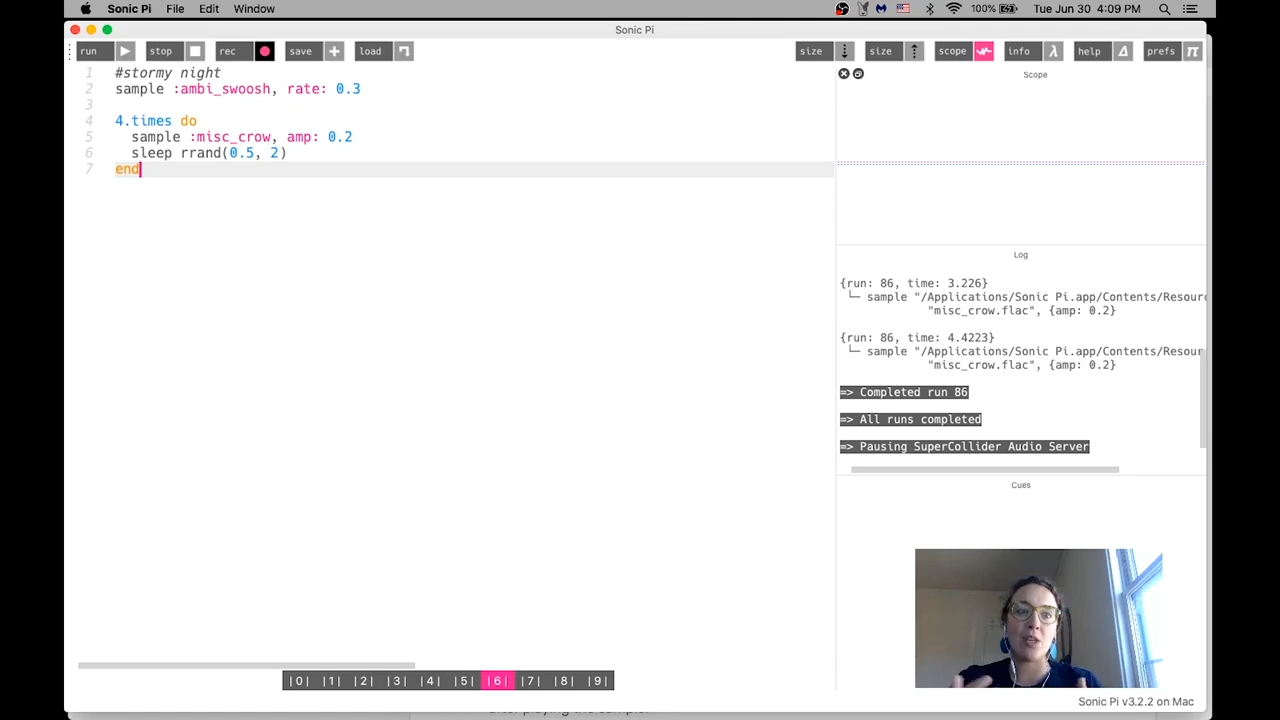 Sonic Pi File Edit Window 100% Tue Jun 30 4:09 PM
Sonic Pi
run stop rec save load size size scope info help prefs
1 #stormy night
2 sample :ambi_swoosh, rate: 0.3
3
4 4.times do
5 sample :misc_crow, amp: 0.2
6 sleep rrand(0.5, 2)
7 end
Scope
Log
{run: 86, time: 3.226}
└─ sample "/Applications/Sonic Pi.app/Contents/Resour
"misc_crow.flac", {amp: 0.2}
{run: 86, time: 4.4223}
└─ sample "/Applications/Sonic Pi.app/Contents/Resour
"misc_crow.flac", {amp: 0.2}
=> Completed run 86
=> All runs completed
=> Pausing SuperCollider Audio Server
Cues
|0| |1| |2| |3| |4| |5| |6| |7| |8| |9|
Sonic Pi v3.2.2 on Mac